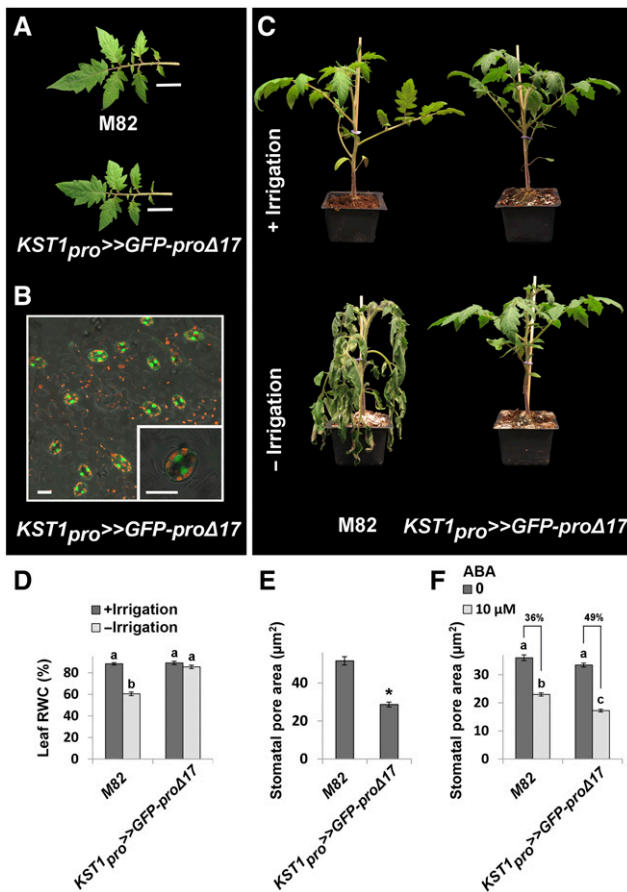 A
M82
KST1pro>>GFP-proΔ17
B
KST1pro>>GFP-proΔ17
C
+ Irrigation
– Irrigation
M82 KST1pro>>GFP-proΔ17
D
+Irrigation
–Irrigation
Leaf RWC (%)
80
60
40
20
0
a
b
a
a
M82
KST1pro>>GFP-proΔ17
E
Stomatal pore area (µm²)
40
20
0
*
M82
KST1pro>>GFP-proΔ17
F
ABA
0
10 µM
36%
49%
Stomatal pore area (µm²)
40
20
0
a
b
a
c
M82
KST1pro>>GFP-proΔ17